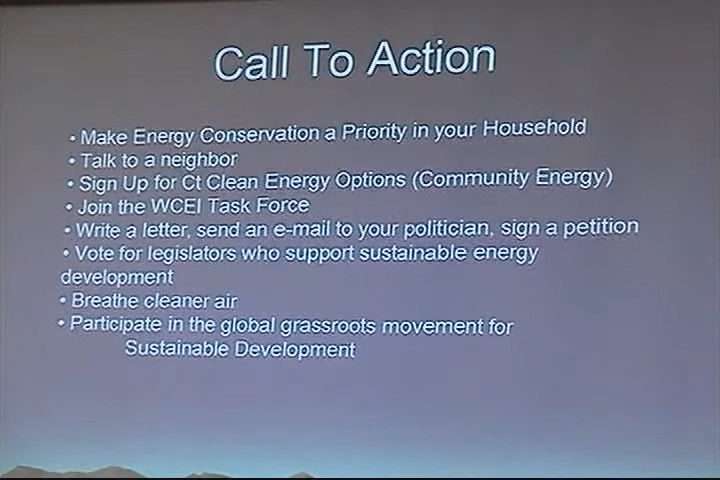 Call To Action
• Make Energy Conservation a Priority in your Household
• Talk to a neighbor
• Sign Up for Ct Clean Energy Options (Community Energy)
• Join the WCEI Task Force
• Write a letter, send an e-mail to your politician, sign a petition
• Vote for legislators who support sustainable energy
development
• Breathe cleaner air
• Participate in the global grassroots movement for
Sustainable Development